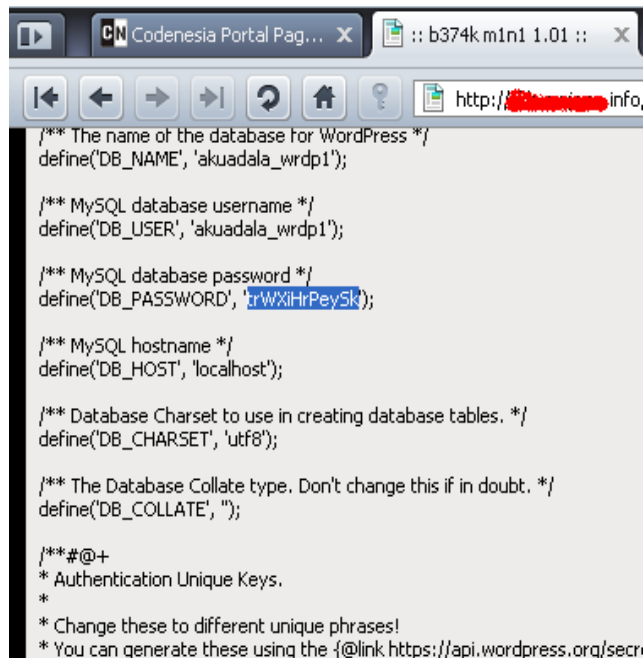 CN Codenesia Portal Pag... X
:: b374k m1n1 1.01 :: X
http:// info,
/** The name of the database for WordPress */
define('DB_NAME', 'akuadala_wrdp1');
/** MySQL database username */
define('DB_USER', 'akuadala_wrdp1');
/** MySQL database password */
define('DB_PASSWORD', 'trWXiHrPeySk');
/** MySQL hostname */
define('DB_HOST', 'localhost');
/** Database Charset to use in creating database tables. */
define('DB_CHARSET', 'utf8');
/** The Database Collate type. Don't change this if in doubt. */
define('DB_COLLATE', '');
/**#@+
* Authentication Unique Keys.
*
* Change these to different unique phrases!
* You can generate these using the {@link https://api.wordpress.org/secre